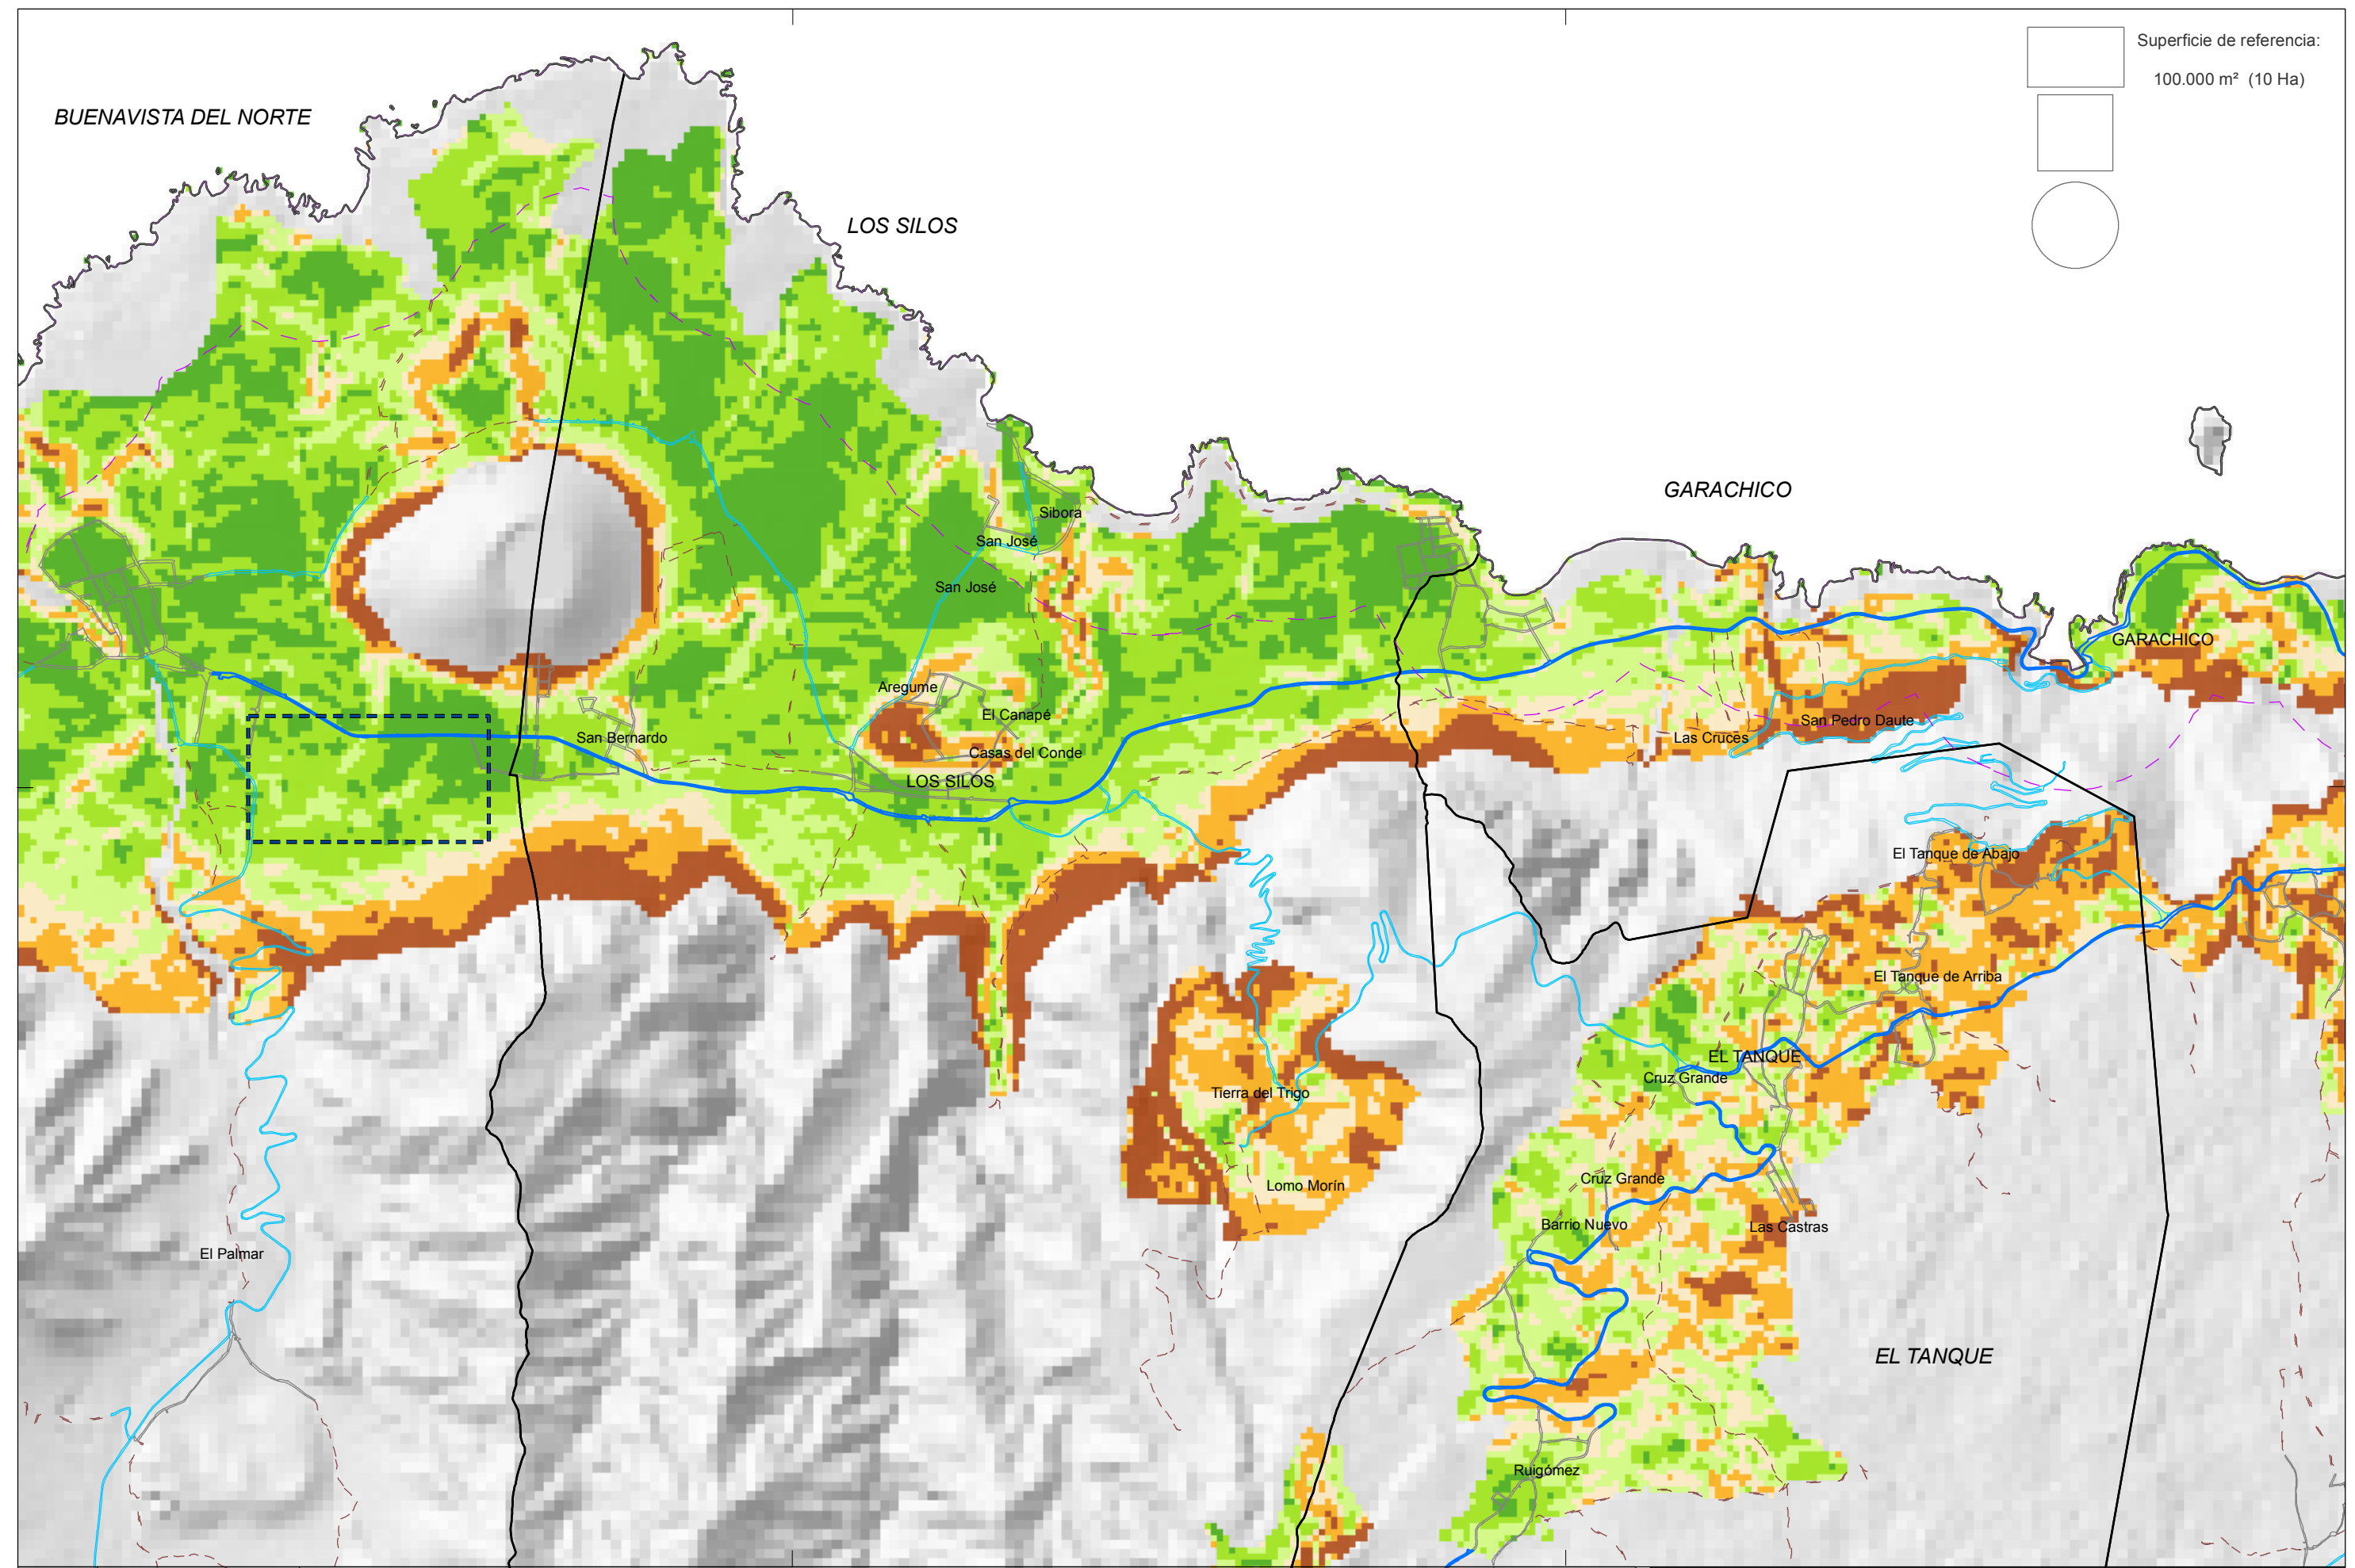 Superficie de referencia:
100.000 m² (10 Ha)
BUENAVISTA DEL NORTE
LOS SILOS
GARACHICO
Sibora
San José
San José
GARACHICO
Aregume
El Canapé
San Pedro Daute
San Bernardo
Las Cruces
Casas del Conde
LOS SILOS
El Tanque de Abajo
El Tanque de Arriba
EL TANQUE
Cruz Grande
Tierra del Trigo
Cruz Grande
Lomo Morín
Barrio Nuevo
Las Castras
El Palmar
EL TANQUE
Ruigómez